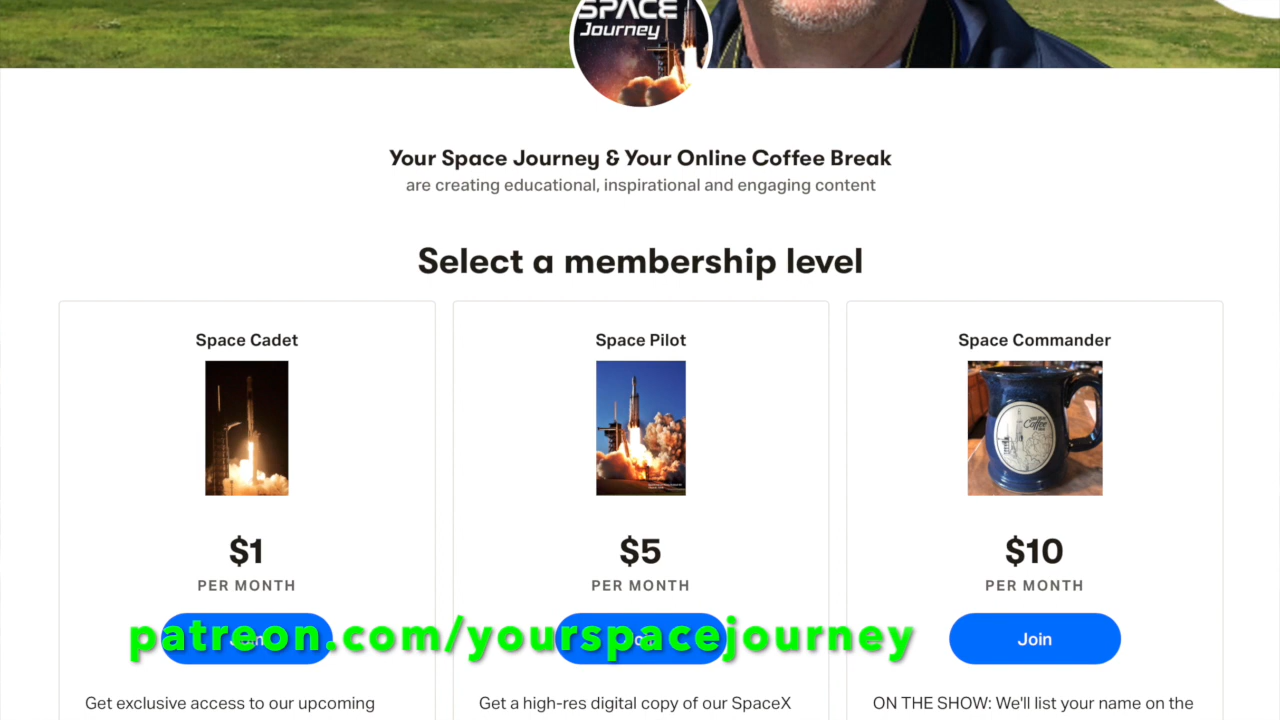 SPACE
Journey
Your Space Journey & Your Online Coffee Break
are creating educational, inspirational and engaging content
Select a membership level
Space Cadet
Space Pilot
Space Commander
Coffee
$1
$5
$10
PER MONTH
PER MONTH
PER MONTH
Join
patreon.com/yourspacejourney
Get exclusive access to our upcoming
Get a high-res digital copy of our SpaceX
ON THE SHOW: We'll list your name on the